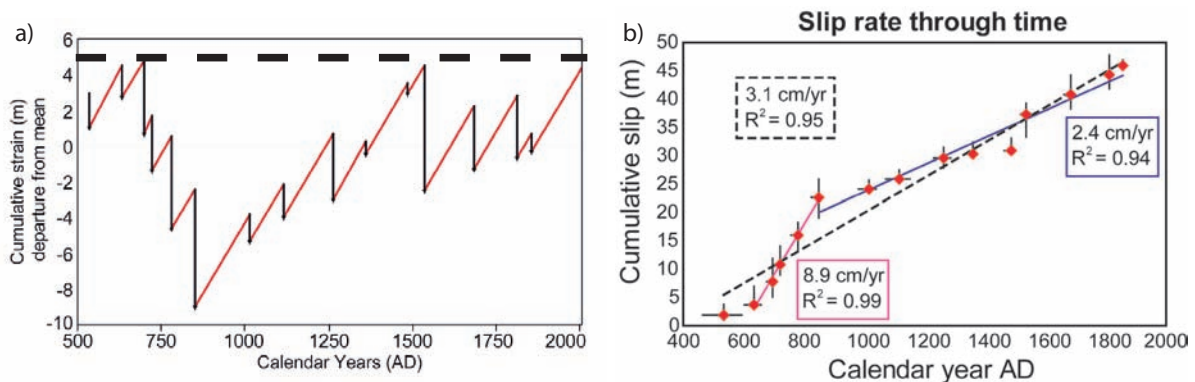 a)
6
4
2
0
-2
-4
-6
-8
-10
Cumulative strain (m)
departure from mean
500
750
1000
1250
1500
1750
2000
Calendar Years (AD)
b)
Slip rate through time
50
45
40
35
30
25
20
15
10
5
0
Cumulative slip (m)
3.1 cm/yr
R² = 0.95
2.4 cm/yr
R² = 0.94
8.9 cm/yr
R² = 0.99
400
600
800
1000
1200
1400
1600
1800
2000
Calendar year AD